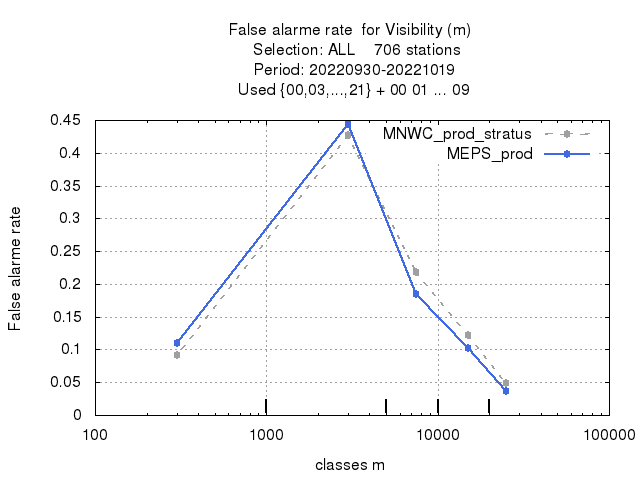 False alarme rate  for Visibility (m)
Selection: ALL    706 stations
Period: 20220930-20221019
Used {00,03,...,21} + 00 01 ... 09
MNWC_prod_stratus
MEPS_prod
False alarme rate
0.45
0.4
0.35
0.3
0.25
0.2
0.15
0.1
0.05
0
100
1000
10000
100000
classes m